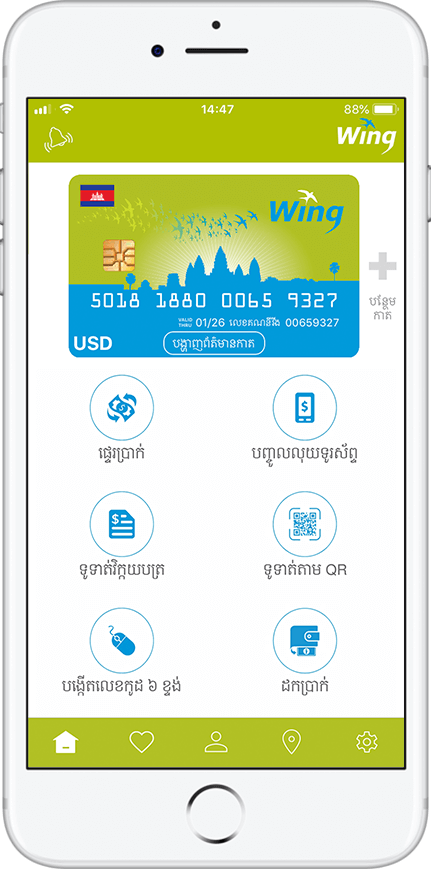 14:47
88%
Wing
Wing
5018 1880 0065 9327
VALID THRU 01/26 លេខគណនីវីង 00659327
USD
បង្ហាញព័ត៌មានកាត
បន្ថែម
កាត
ផ្ទេរប្រាក់
បញ្ចូលលុយទូរស័ព្ទ
ទូទាត់វិក្កយបត្រ
ទូទាត់តាម QR
បង្កើតលេខកូដ ៦ ខ្ទង់
ដកប្រាក់